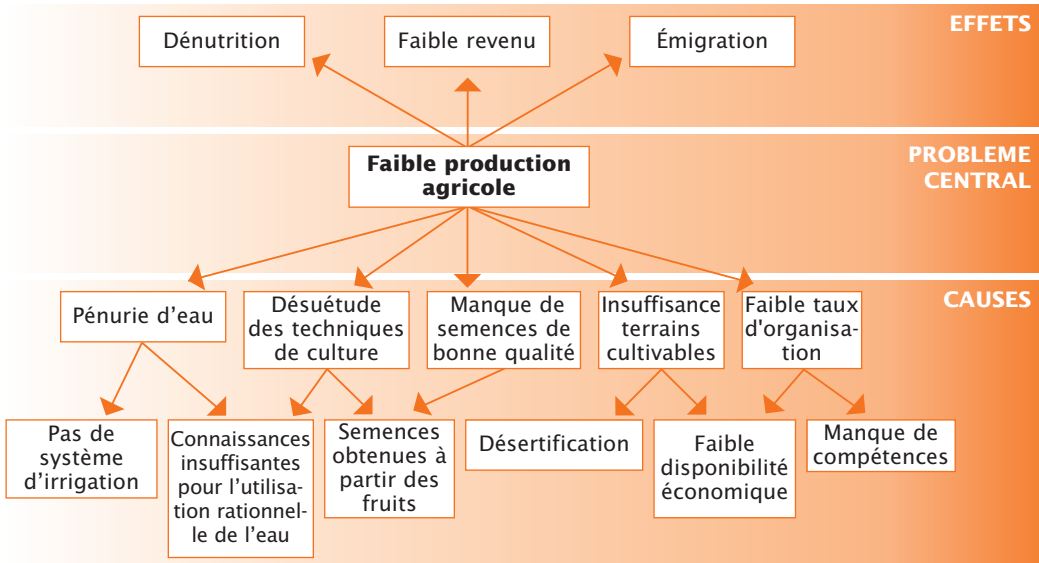 EFFETS
Dénutrition
Faible revenu
Émigration
PROBLEME
CENTRAL
Faible production
agricole
CAUSES
Pénurie d’eau
Désuétude
des techniques
de culture
Manque de
semences de
bonne qualité
Insuffisance
terrains
cultivables
Faible taux
d'organisa-
tion
Pas de
système
d’irrigation
Connaissances
insuffisantes
pour l’utilisa-
tion rationnel-
le de l’eau
Semences
obtenues à
partir des
fruits
Désertification
Faible
disponibilité
économique
Manque de
compétences